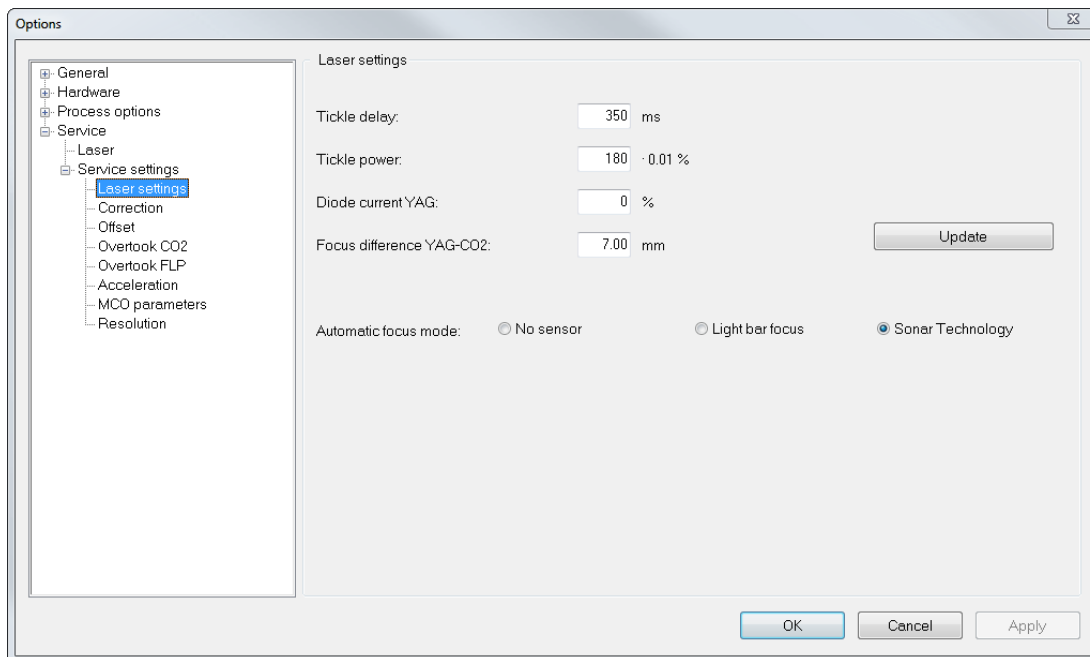 Options
General
Hardware
Process options
Service
Laser
Service settings
Laser settings
Correction
Offset
Overtook CO2
Overtook FLP
Acceleration
MCO parameters
Resolution
Laser settings
Tickle delay: 350 ms
Tickle power: 180 · 0.01 %
Diode current YAG: 0 %
Focus difference YAG-CO2: 7.00 mm
Update
Automatic focus mode: No sensor Light bar focus Sonar Technology
OK Cancel Apply